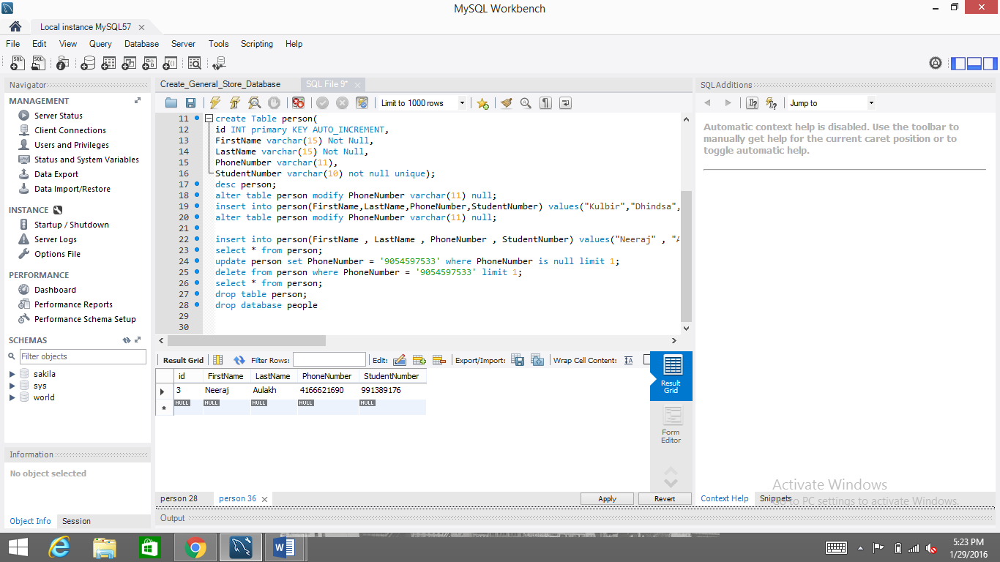 MySQL Workbench
Local instance MySQL57
File Edit View Query Database Server Tools Scripting Help
Navigator
MANAGEMENT
Server Status
Client Connections
Users and Privileges
Status and System Variables
Data Export
Data Import/Restore
INSTANCE
Startup / Shutdown
Server Logs
Options File
PERFORMANCE
Dashboard
Performance Reports
Performance Schema Setup
SCHEMAS
Filter objects
sakila
sys
world
Information
No object selected
Object Info Session
Create_General_Store_Database SQL File 9*
Limit to 1000 rows
11 create Table person(
12 id INT primary KEY AUTO_INCREMENT,
13 FirstName varchar(15) Not Null,
14 LastName varchar(15) Not Null,
15 PhoneNumber varchar(11),
16 StudentNumber varchar(10) not null unique);
17 desc person;
18 alter table person modify PhoneNumber varchar(11) null;
19 insert into person(FirstName,LastName,PhoneNumber,StudentNumber) values("Kulbir","Dhindsa",
20 alter table person modify PhoneNumber varchar(11) null;
21
22 insert into person(FirstName , LastName , PhoneNumber , StudentNumber) values("Neeraj" , "A
23 select * from person;
24 update person set PhoneNumber = '9054597533' where PhoneNumber is null limit 1;
25 delete from person where PhoneNumber = '9054597533' limit 1;
26 select * from person;
27 drop table person;
28 drop database people
29
30
Result Grid Filter Rows: Edit: Export/Import: Wrap Cell Content:
id FirstName LastName PhoneNumber StudentNumber
3 Neeraj Aulakh 4166621690 991389176
NULL NULL NULL NULL NULL
Result
Grid
Form
Editor
person 28 person 36 Apply Revert
Output
SQLAdditions
Jump to
Automatic context help is disabled. Use the toolbar to
manually get help for the current caret position or to
toggle automatic help.
Activate Windows
Go to PC settings to activate Windows.
Context Help Snippets
5:23 PM
1/29/2016